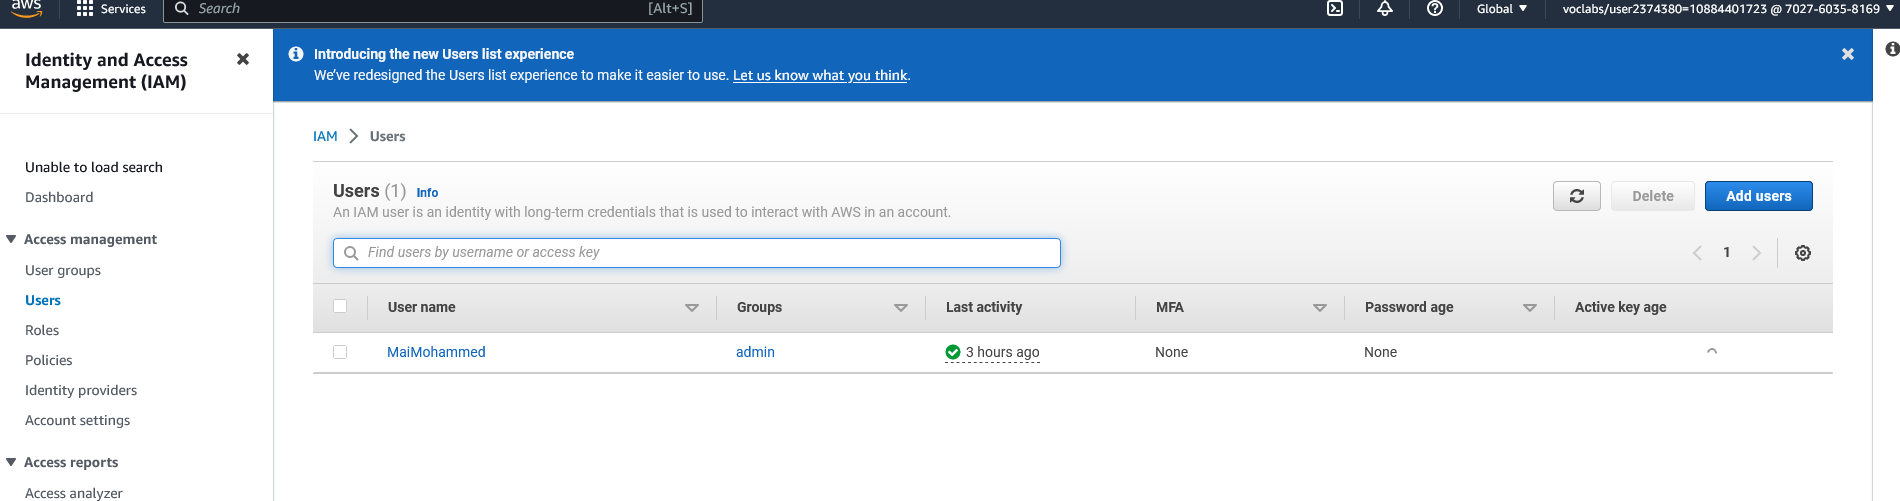 aws
Services
Search
[Alt+S]
Global
voclabs/user2374380=10884401723 @ 7027-6035-8169
Identity and Access
Management (IAM)
Unable to load search
Dashboard
Access management
User groups
Users
Roles
Policies
Identity providers
Account settings
Access reports
Access analyzer
Introducing the new Users list experience
We've redesigned the Users list experience to make it easier to use. Let us know what you think.
IAM > Users
Users (1) Info
An IAM user is an identity with long-term credentials that is used to interact with AWS in an account.
Delete
Add users
Find users by username or access key
1
User name Groups Last activity MFA Password age Active key age
MaiMohammed admin 3 hours ago None None